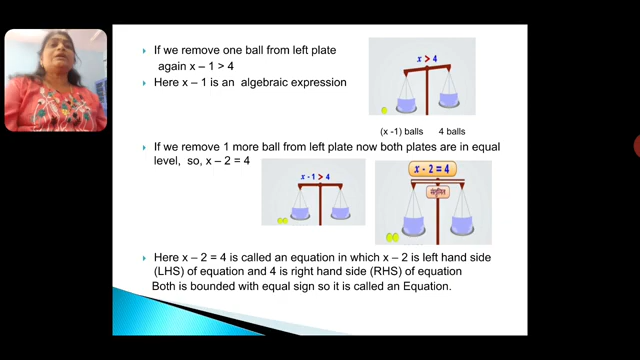 If we remove one ball from left plate
again x – 1 > 4
Here x – 1 is an algebraic expression
x > 4
(x -1) balls 4 balls
If we remove 1 more ball from left plate now both plates are in equal
level, so, x – 2 = 4
x - 1 > 4
x - 2 = 4
संतुलित
Here x – 2 = 4 is called an equation in which x – 2 is left hand side
(LHS) of equation and 4 is right hand side (RHS) of equation
Both is bounded with equal sign so it is called an Equation.